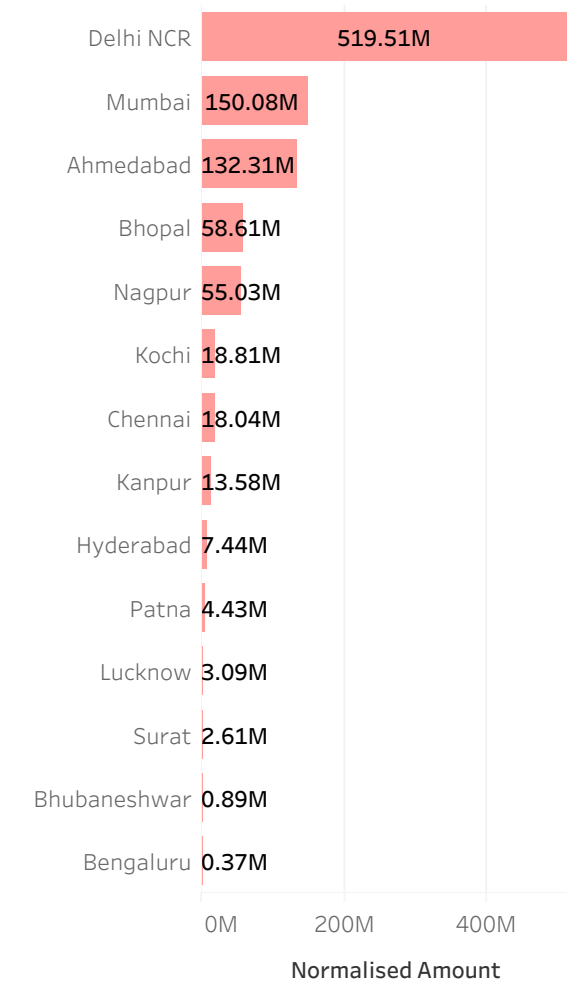 Delhi NCR 519.51M
Mumbai 150.08M
Ahmedabad 132.31M
Bhopal 58.61M
Nagpur 55.03M
Kochi 18.81M
Chennai 18.04M
Kanpur 13.58M
Hyderabad 7.44M
Patna 4.43M
Lucknow 3.09M
Surat 2.61M
Bhubaneshwar 0.89M
Bengaluru 0.37M
0M 200M 400M
Normalised Amount